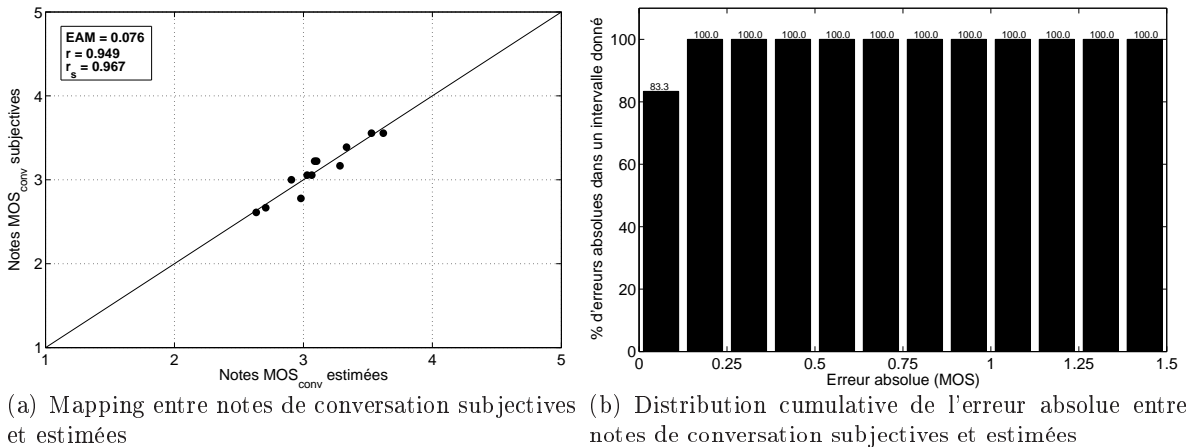 EAM = 0.076
r = 0.949
r_s = 0.967
5
4
3
2
1
1 2 3 4 5
Notes MOS_conv subjectives
Notes MOS_conv estimées
(a) Mapping entre notes de conversation subjectives
et estimées
% d'erreurs absolues dans un intervalle donné
100
80
60
40
20
0
83.3 100.0 100.0 100.0 100.0 100.0 100.0 100.0 100.0 100.0 100.0 100.0
0 0.25 0.5 0.75 1 1.25 1.5
Erreur absolue (MOS)
(b) Distribution cumulative de l'erreur absolue entre
notes de conversation subjectives et estimées